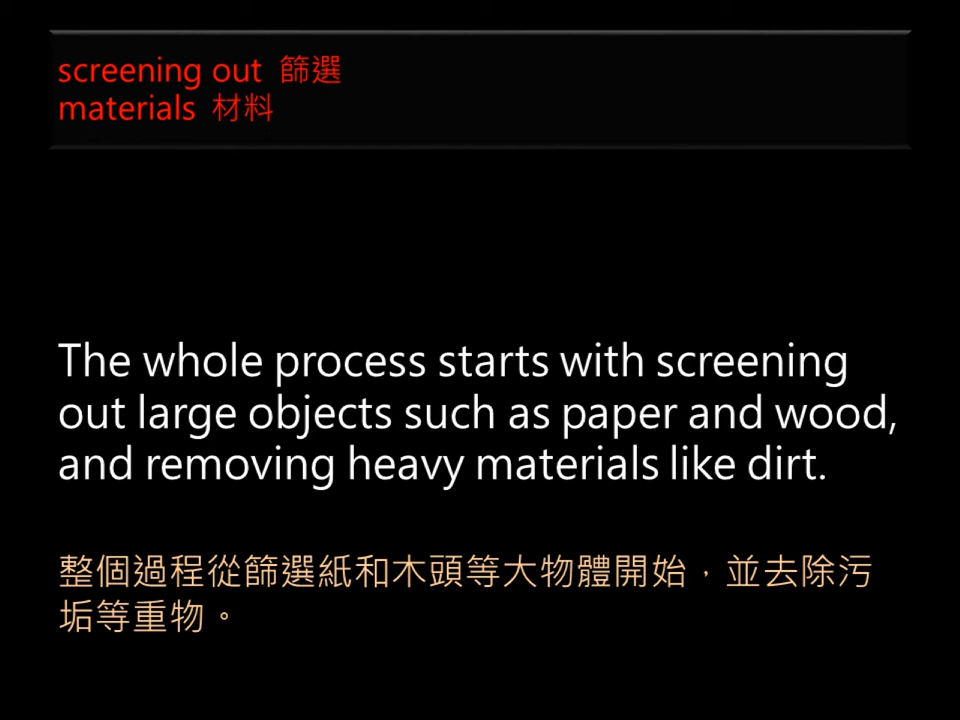 screening out 篩選
materials 材料
The whole process starts with screening
out large objects such as paper and wood,
and removing heavy materials like dirt.
整個過程從篩選紙和木頭等大物體開始，並去除污
垢等重物。